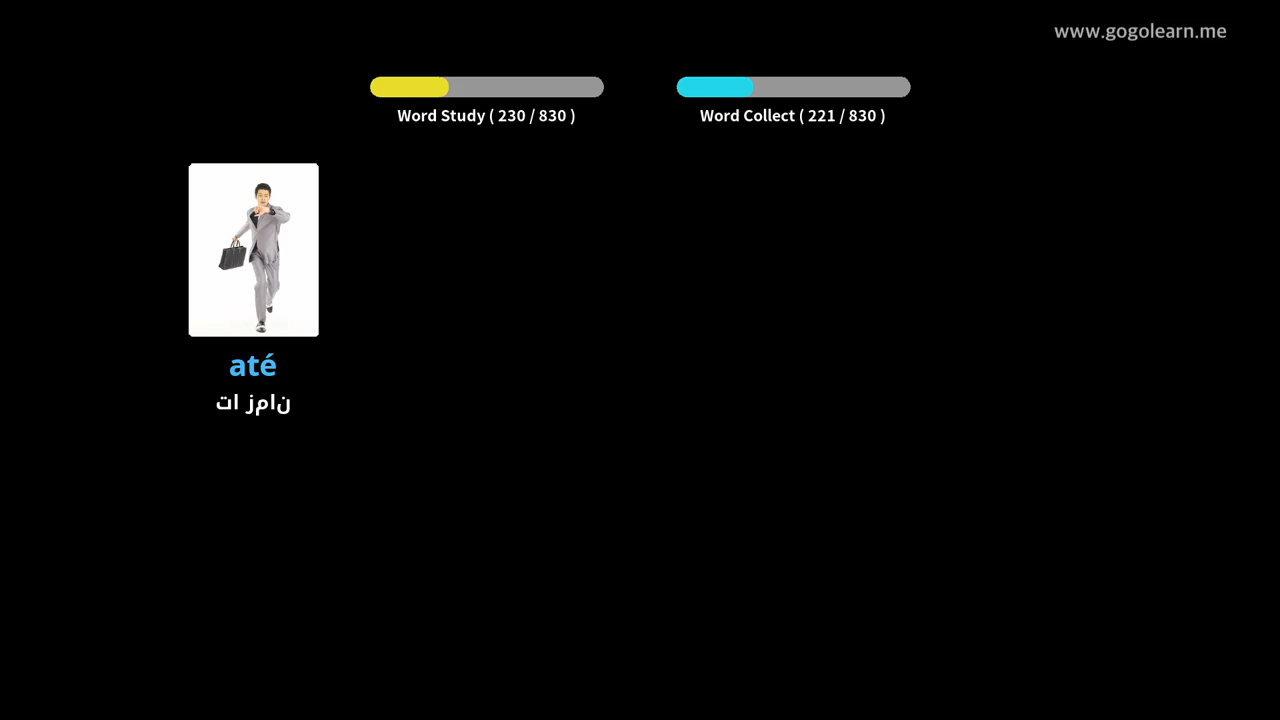 www.gogolearn.me
Word Study ( 230 / 830 )
Word Collect ( 221 / 830 )
até
تا زمان